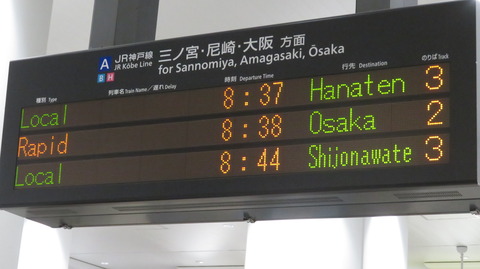 A JR神戸線 三ノ宮・尼崎・大阪 方面
B H JR Kōbe Line for Sannomiya, Amagasaki, Ōsaka
種別 Type 列車名 Train Name／遅れ Delay 時刻 Departure Time 行先 Destination のりば Track
Local 8:37 Hanaten 3
Rapid 8:38 Osaka 2
Local 8:44 Shijonawate 3